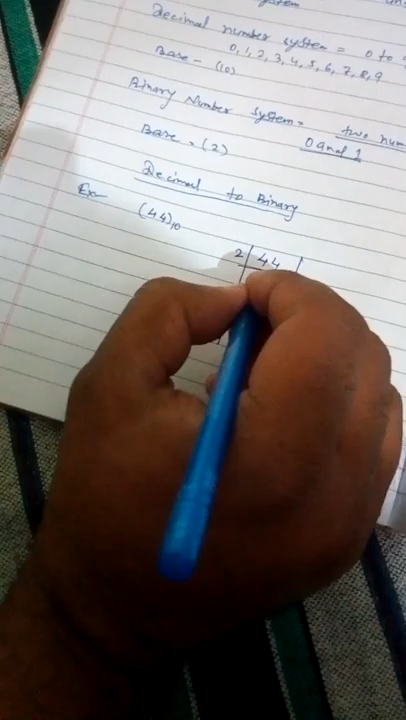 System
Decimal number system = 0 to
0, 1, 2, 3, 4, 5, 6, 7, 8, 9
Base - (10)
Binary Number System = two num
0 and 1
Base = (2)
Decimal to Binary
Ex-
(44)10
2 44